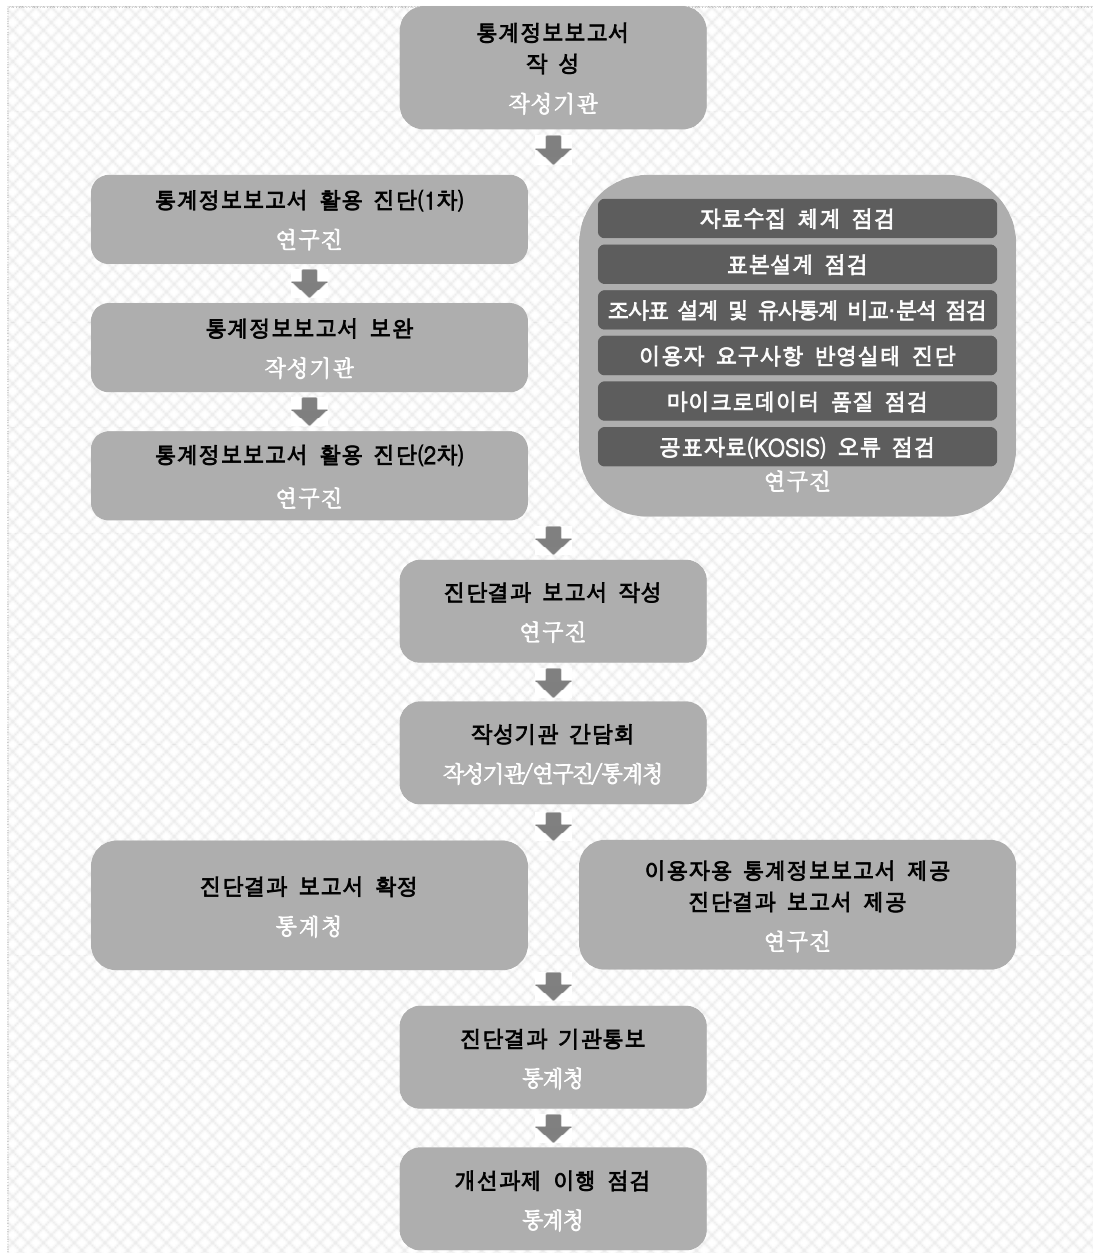 통계정보보고서
작 성
작성기관
통계정보보고서 활용 진단(1차)
연구진
통계정보보고서 보완
작성기관
통계정보보고서 활용 진단(2차)
연구진
자료수집 체계 점검
표본설계 점검
조사표 설계 및 유사통계 비교·분석 점검
이용자 요구사항 반영실태 진단
마이크로데이터 품질 점검
공표자료(KOSIS) 오류 점검
연구진
진단결과 보고서 작성
연구진
작성기관 간담회
작성기관/연구진/통계청
진단결과 보고서 확정
통계청
이용자용 통계정보보고서 제공
진단결과 보고서 제공
연구진
진단결과 기관통보
통계청
개선과제 이행 점검
통계청